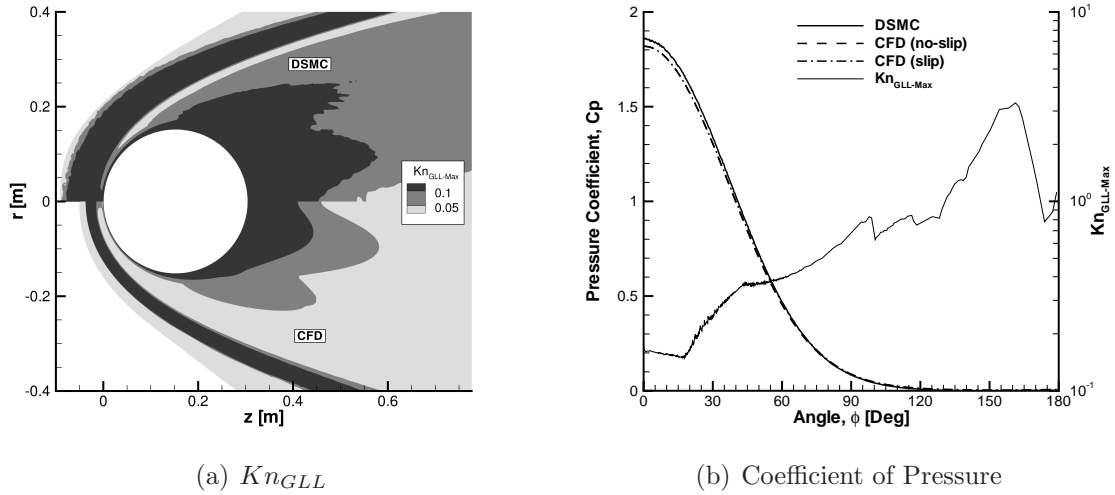 0.4
0.2
0
-0.2
-0.4
r [m]
0
0.2
0.4
0.6
z [m]
DSMC
CFD
Kn_GLL-Max
0.1
0.05
(a) Kn_GLL
2
1.5
1
0.5
0
Pressure Coefficient, Cp
0
30
60
90
120
150
180
Angle, ϕ [Deg]
10^1
10^0
10^-1
Kn_GLL-Max
DSMC
CFD (no-slip)
CFD (slip)
Kn_GLL-Max
(b) Coefficient of Pressure